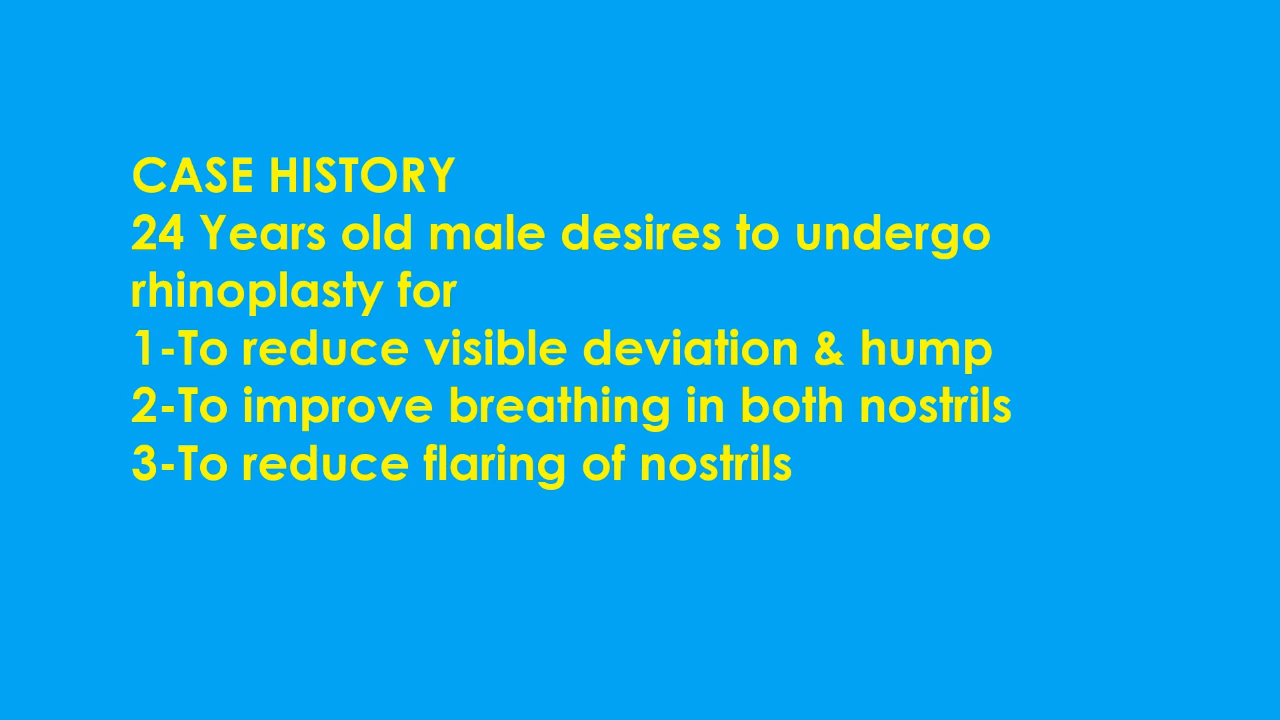 CASE HISTORY
24 Years old male desires to undergo
rhinoplasty for
1-To reduce visible deviation & hump
2-To improve breathing in both nostrils
3-To reduce flaring of nostrils